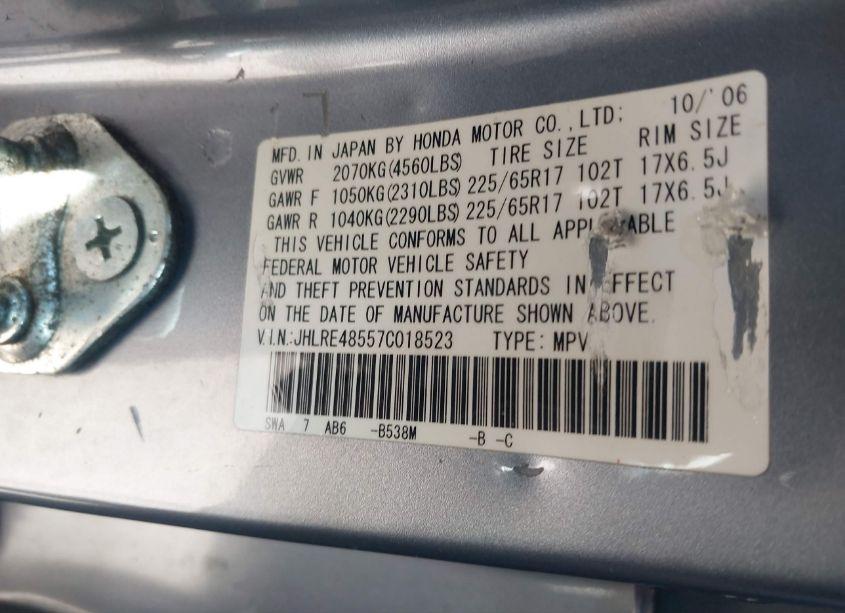 MFD. IN JAPAN BY HONDA MOTOR CO.,LTD: 10/'06
GVWR 2070KG(4560LBS) TIRE SIZE RIM SIZE
GAWR F 1050KG(2310LBS) 225/65R17 102T 17X6.5J
GAWR R 1040KG(2290LBS) 225/65R17 102T 17X6.5J
THIS VEHICLE CONFORMS TO ALL APPLICABLE
FEDERAL MOTOR VEHICLE SAFETY
AND THEFT PREVENTION STANDARDS IN EFFECT
ON THE DATE OF MANUFACTURE SHOWN ABOVE.
V.I.N.:JHLRE48557C018523 TYPE: MPV
SWA 7 AB6 -B538M -B -C